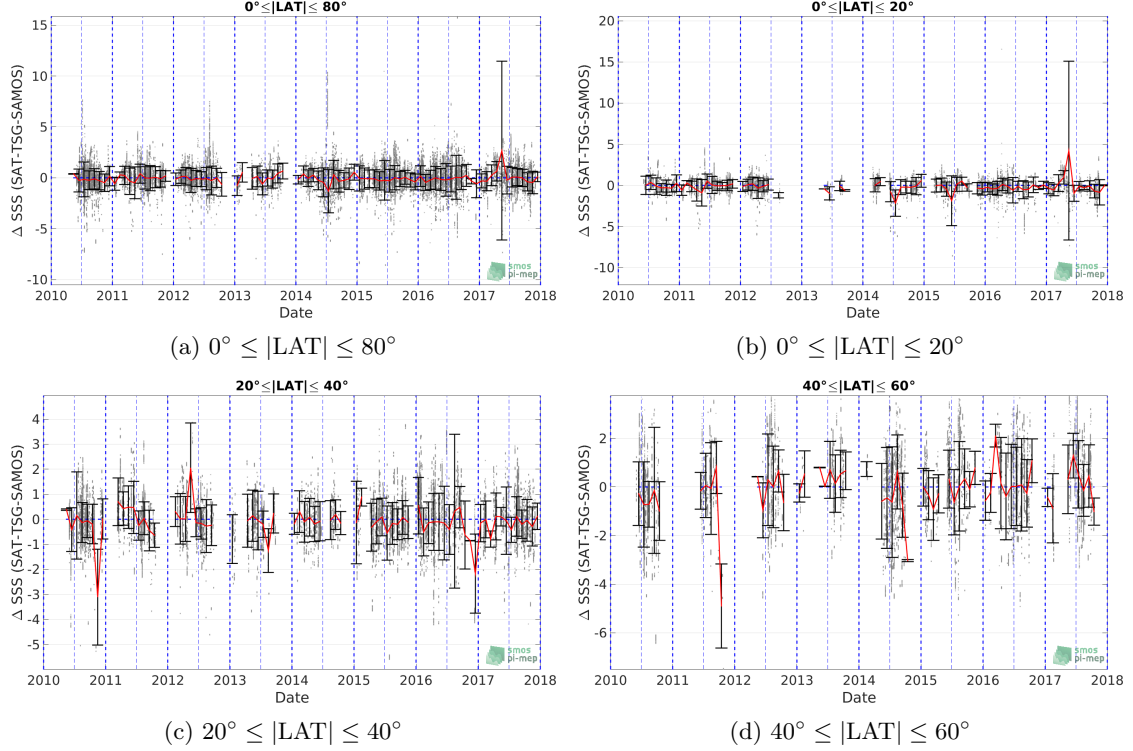 0°≤|LAT|≤ 80°
15
10
5
0
-5
-10
Δ SSS (SAT-TSG-SAMOS)
2010 2011 2012 2013 2014 2015 2016 2017 2018
Date
smos
pi-mep
(a) 0° ≤ |LAT| ≤ 80°
0°≤|LAT|≤ 20°
20
15
10
5
0
-5
-10
Δ SSS (SAT-TSG-SAMOS)
2010 2011 2012 2013 2014 2015 2016 2017 2018
Date
smos
pi-mep
(b) 0° ≤ |LAT| ≤ 20°
20°≤|LAT|≤ 40°
4
3
2
1
0
-1
-2
-3
-4
-5
Δ SSS (SAT-TSG-SAMOS)
2010 2011 2012 2013 2014 2015 2016 2017 2018
Date
smos
pi-mep
(c) 20° ≤ |LAT| ≤ 40°
40°≤|LAT|≤ 60°
2
0
-2
-4
-6
Δ SSS (SAT-TSG-SAMOS)
2010 2011 2012 2013 2014 2015 2016 2017 2018
Date
smos
pi-mep
(d) 40° ≤ |LAT| ≤ 60°